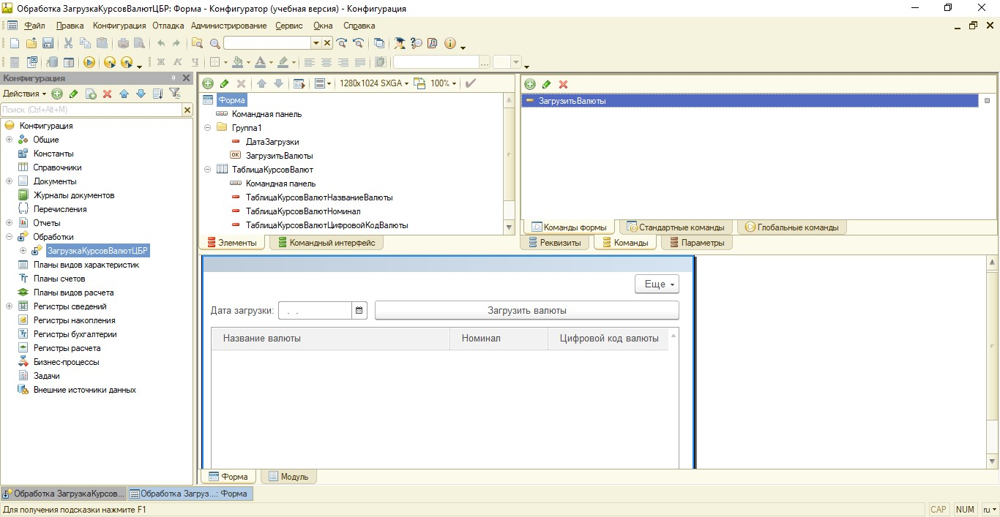 Обработка ЗагрузкаКурсовВалютЦБР: Форма - Конфигуратор (учебная версия) - Конфигурация
Файл Правка Конфигурация Отладка Администрирование Сервис Окна Справка
Ж К Ч
Конфигурация
Действия
Поиск (Ctrl+Alt+M)
Конфигурация
Общие
Константы
Справочники
Документы
Журналы документов
Перечисления
Отчеты
Обработки
ЗагрузкаКурсовВалютЦБР
Планы видов характеристик
Планы счетов
Планы видов расчета
Регистры сведений
Регистры накопления
Регистры бухгалтерии
Регистры расчета
Бизнес-процессы
Задачи
Внешние источники данных
1280x1024 SXGA 100%
Форма
Командная панель
Группа1
ДатаЗагрузки
OK ЗагрузитьВалюты
ТаблицаКурсовВалют
Командная панель
ТаблицаКурсовВалютНазваниеВалюты
ТаблицаКурсовВалютНоминал
ТаблицаКурсовВалютЦифровойКодВалюты
Элементы Командный интерфейс
ЗагрузитьВалюты
Команды формы Стандартные команды Глобальные команды
Реквизиты Команды Параметры
Еще
Дата загрузки: . . Загрузить валюты
Название валюты Номинал Цифровой код валюты
Форма Модуль
Обработка ЗагрузкаКурсов... Обработка Загруз...: Форма
Для получения подсказки нажмите F1 CAP NUM ru